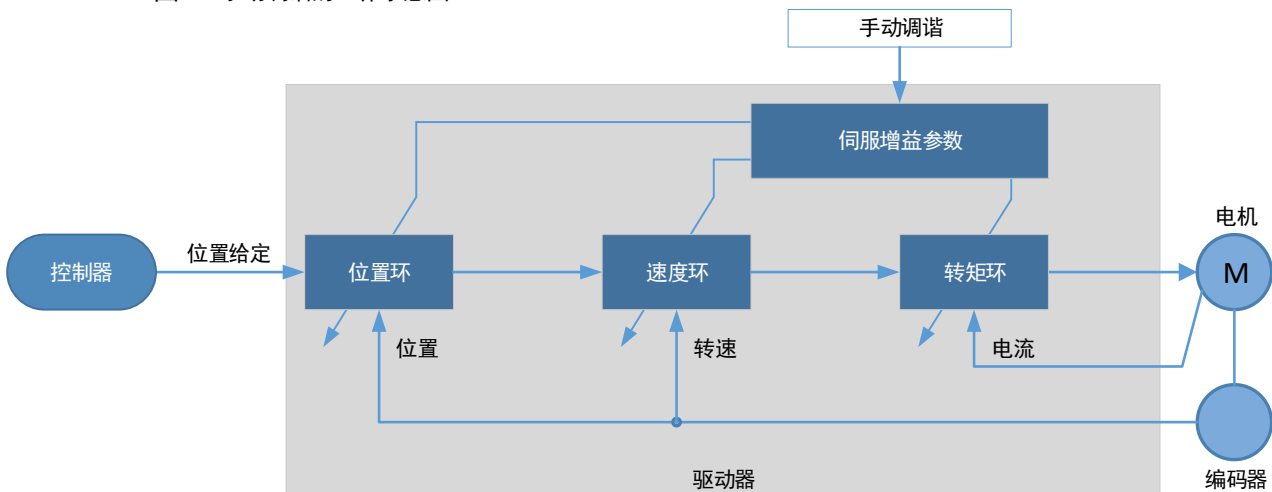 手动调谐
伺服增益参数
电机
控制器
位置给定
位置环
速度环
转矩环
M
位置
转速
电流
驱动器
编码器